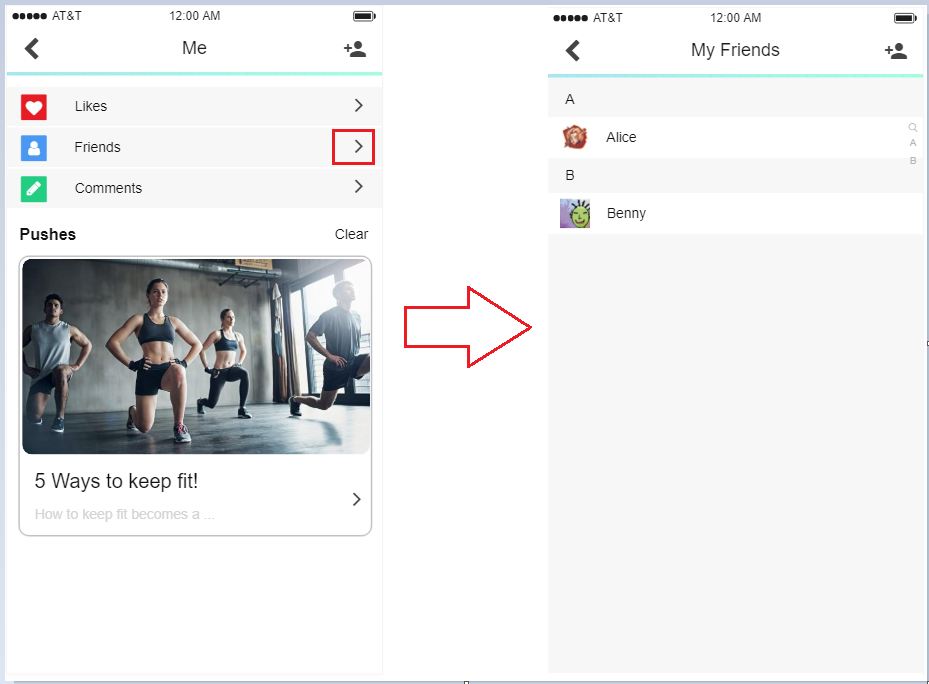 AT&T 12:00 AM
Me
Likes
Friends
Comments
Pushes Clear
5 Ways to keep fit!
How to keep fit becomes a ...
AT&T 12:00 AM
My Friends
A
Alice
A
B
B
Benny